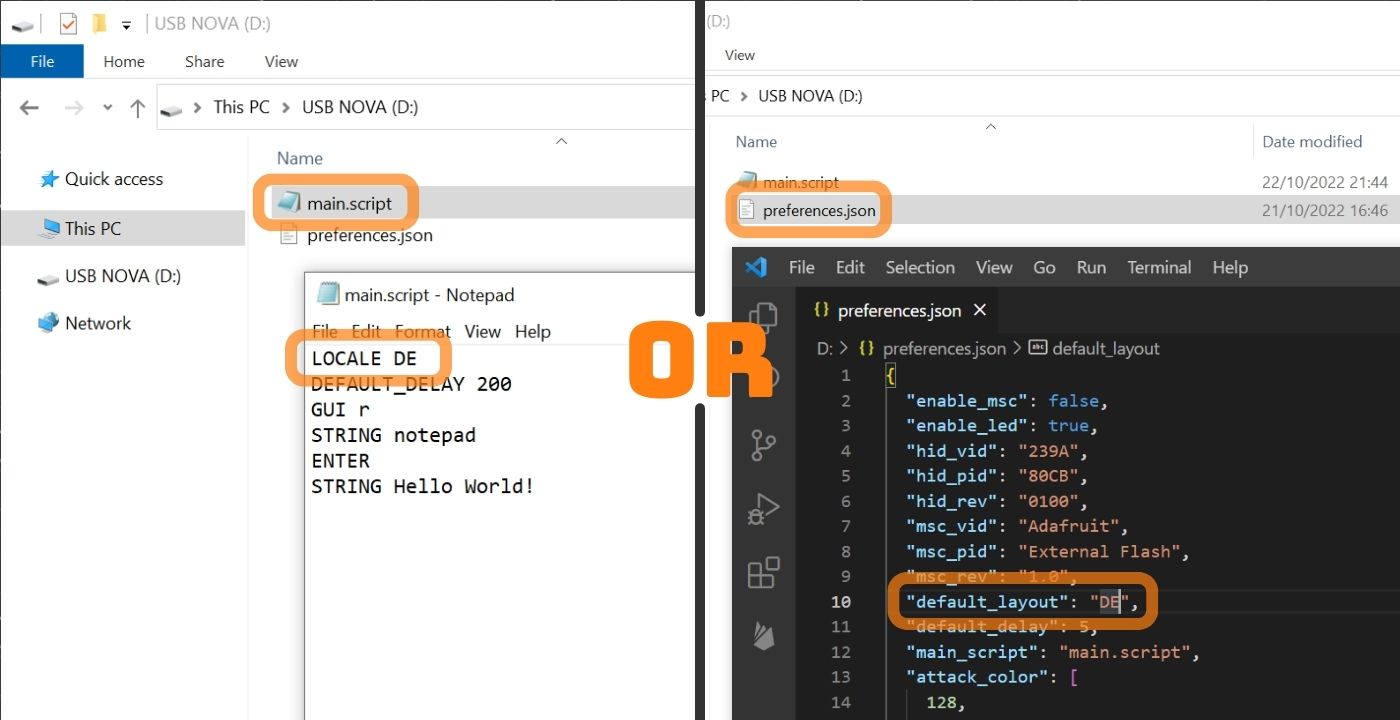 USB NOVA (D:)
File Home Share View
This PC > USB NOVA (D:)
Name
Quick access
This PC
USB NOVA (D:)
Network
main.script
preferences.json
main.script - Notepad
File Edit Format View Help
LOCALE DE
DEFAULT_DELAY 200
GUI r
STRING notepad
ENTER
STRING Hello World!
OR
(D:)
View
PC > USB NOVA (D:)
Name Date modified
main.script 22/10/2022 21:44
preferences.json 21/10/2022 16:46
File Edit Selection View Go Run Terminal Help
{} preferences.json ×
D: > {} preferences.json > abc default_layout
1 {
2 "enable_msc": false,
3 "enable_led": true,
4 "hid_vid": "239A",
5 "hid_pid": "80CB",
6 "hid_rev": "0100",
7 "msc_vid": "Adafruit",
8 "msc_pid": "External Flash",
9 "msc_rev": "1.0",
10 "default_layout": "DE",
11 "default_delay": 5,
12 "main_script": "main.script",
13 "attack_color": [
14 128,